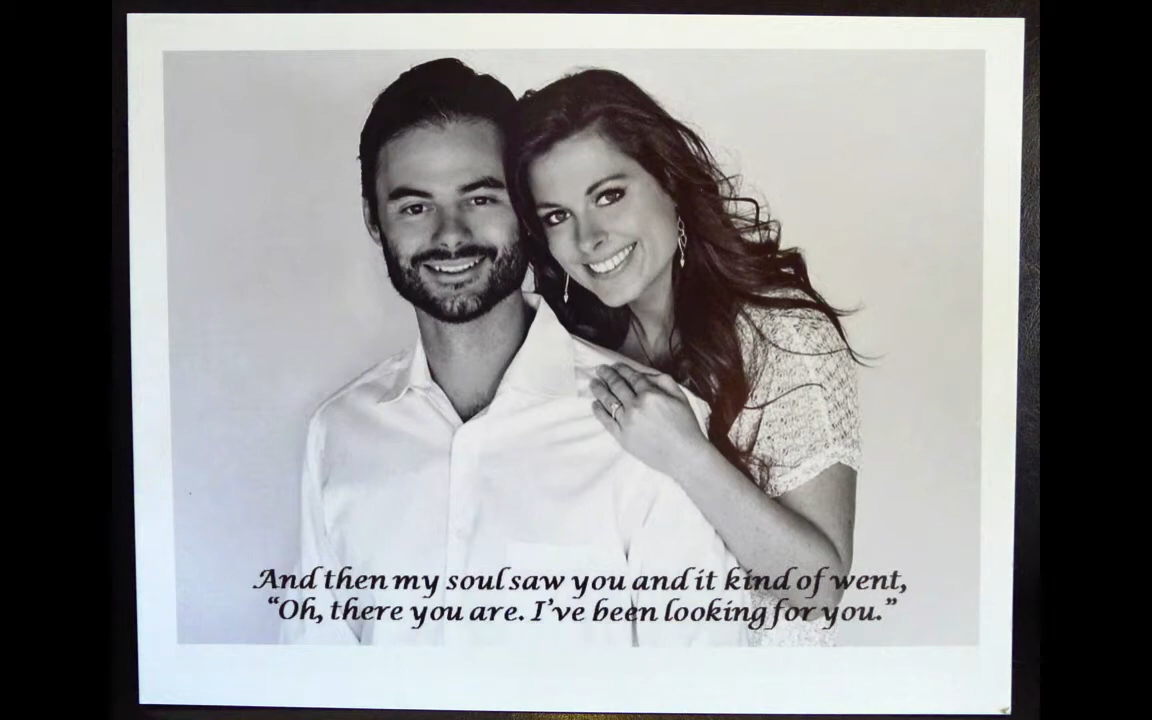 And then my soul saw you and it kind of went,
“Oh, there you are. I’ve been looking for you.”